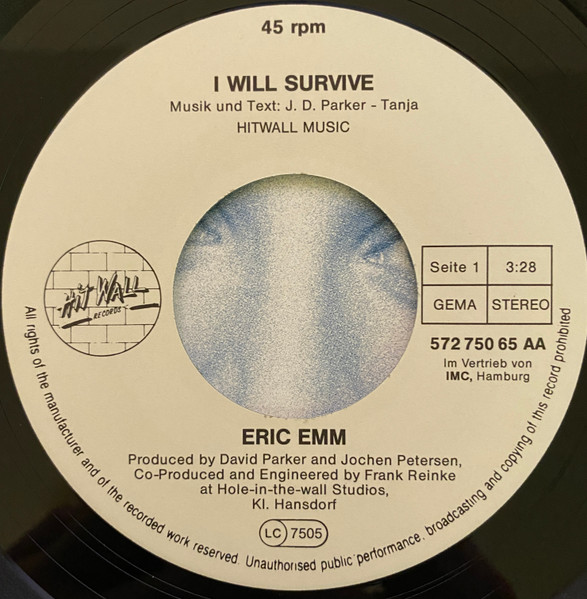 45 rpm
I WILL SURVIVE
Musik und Text: J. D. Parker - Tanja
HITWALL MUSIC
HIT WALL
RECORDS
Seite 1 3:28
GEMA STEREO
572 750 65 AA
Im Vertrieb von
IMC, Hamburg
ERIC EMM
Produced by David Parker and Jochen Petersen,
Co-Produced and Engineered by Frank Reinke
at Hole-in-the-wall Studios,
Kl. Hansdorf
LC 7505
All rights of the manufacturer and of the recorded work reserved. Unauthorised public performance. broadcasting and copying of this record prohibited